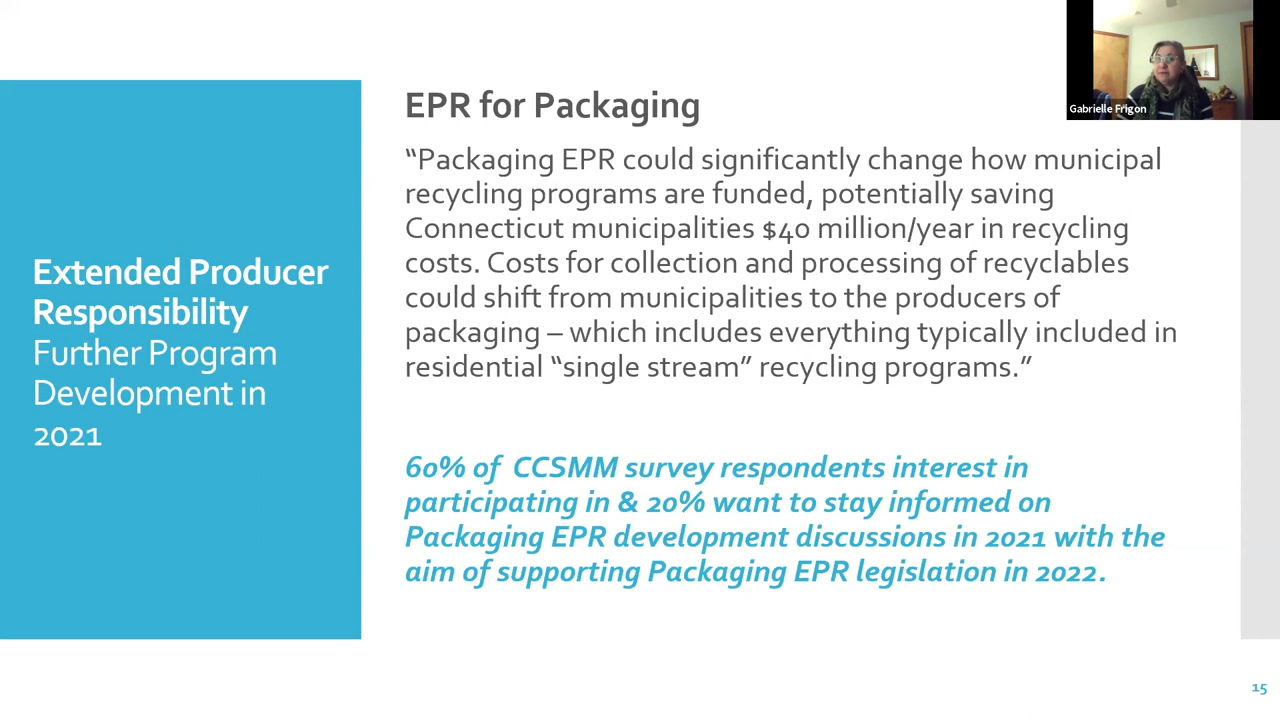 Gabrielle Frigon
Extended Producer
Responsibility
Further Program
Development in
2021
EPR for Packaging
“Packaging EPR could significantly change how municipal
recycling programs are funded, potentially saving
Connecticut municipalities $40 million/year in recycling
costs. Costs for collection and processing of recyclables
could shift from municipalities to the producers of
packaging – which includes everything typically included in
residential “single stream” recycling programs.”
60% of CCSMM survey respondents interest in
participating in & 20% want to stay informed on
Packaging EPR development discussions in 2021 with the
aim of supporting Packaging EPR legislation in 2022.
15